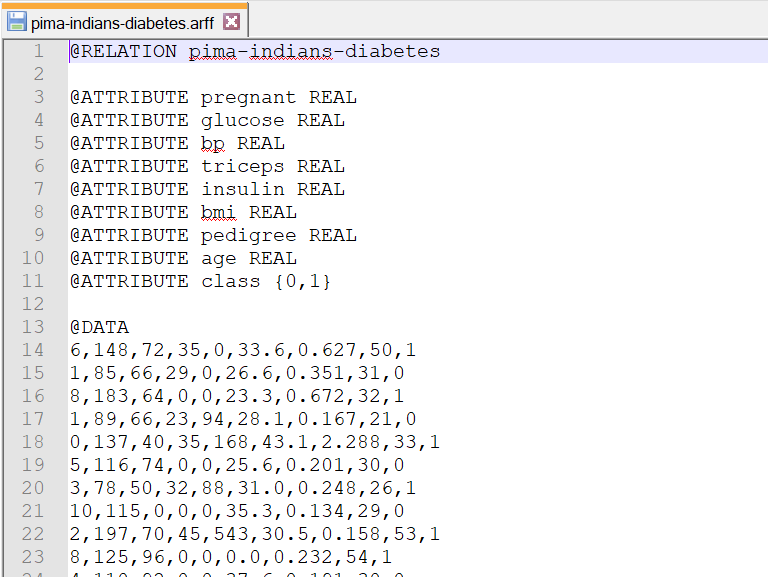 pima-indians-diabetes.arff
1 @RELATION pima-indians-diabetes
2
3 @ATTRIBUTE pregnant REAL
4 @ATTRIBUTE glucose REAL
5 @ATTRIBUTE bp REAL
6 @ATTRIBUTE triceps REAL
7 @ATTRIBUTE insulin REAL
8 @ATTRIBUTE bmi REAL
9 @ATTRIBUTE pedigree REAL
10 @ATTRIBUTE age REAL
11 @ATTRIBUTE class {0,1}
12
13 @DATA
14 6,148,72,35,0,33.6,0.627,50,1
15 1,85,66,29,0,26.6,0.351,31,0
16 8,183,64,0,0,23.3,0.672,32,1
17 1,89,66,23,94,28.1,0.167,21,0
18 0,137,40,35,168,43.1,2.288,33,1
19 5,116,74,0,0,25.6,0.201,30,0
20 3,78,50,32,88,31.0,0.248,26,1
21 10,115,0,0,0,35.3,0.134,29,0
22 2,197,70,45,543,30.5,0.158,53,1
23 8,125,96,0,0,0.0,0.232,54,1